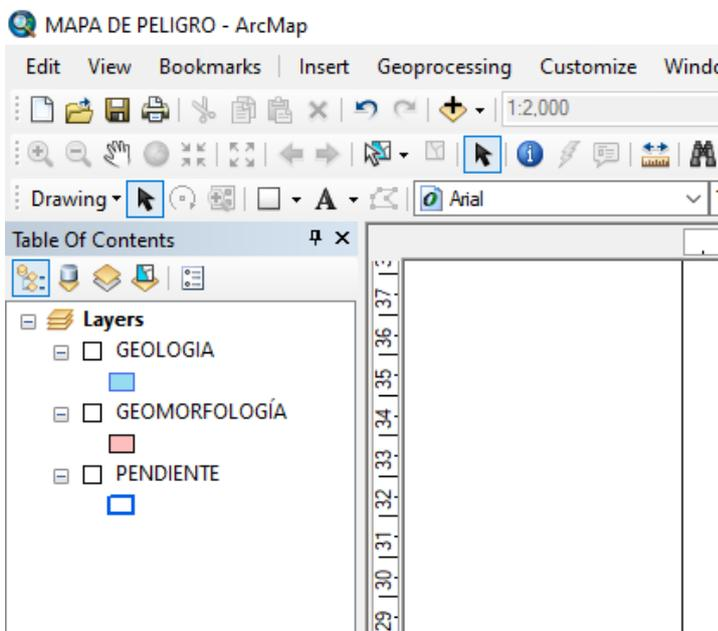 MAPA DE PELIGRO - ArcMap
Edit View Bookmarks Insert Geoprocessing Customize
1:2,000
Drawing A Arial
Table Of Contents
Layers
GEOLOGIA
GEOMORFOLOGÍA
PENDIENTE
37
36
35
34
33
32
31
30
29